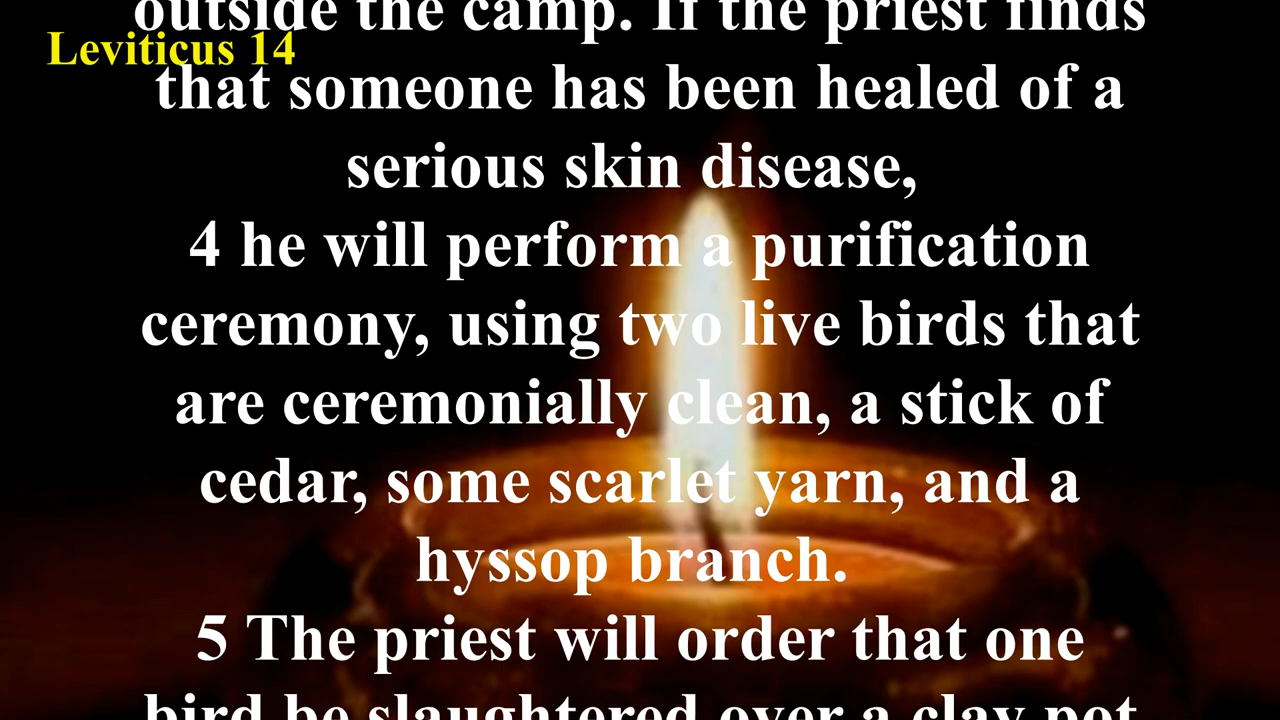 outside the camp. If the priest finds
Leviticus 14
that someone has been healed of a
serious skin disease,
4 he will perform a purification
ceremony, using two live birds that
are ceremonially clean, a stick of
cedar, some scarlet yarn, and a
hyssop branch.
5 The priest will order that one
bird be slaughtered over a clay pot